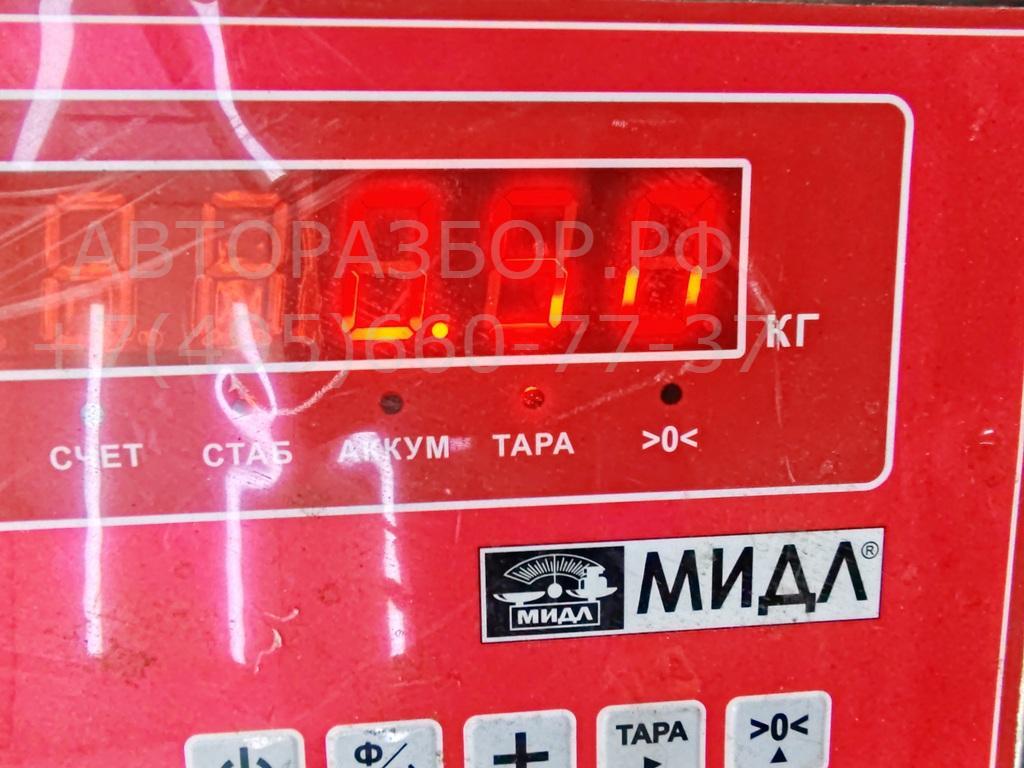 АВТОРАЗБОР.РФ
+7(495)660-77-37
КГ
СЧЕТ СТАБ АККУМ ТАРА >0<
МИДЛ МИДЛ®
Ф/ + ТАРА >0<